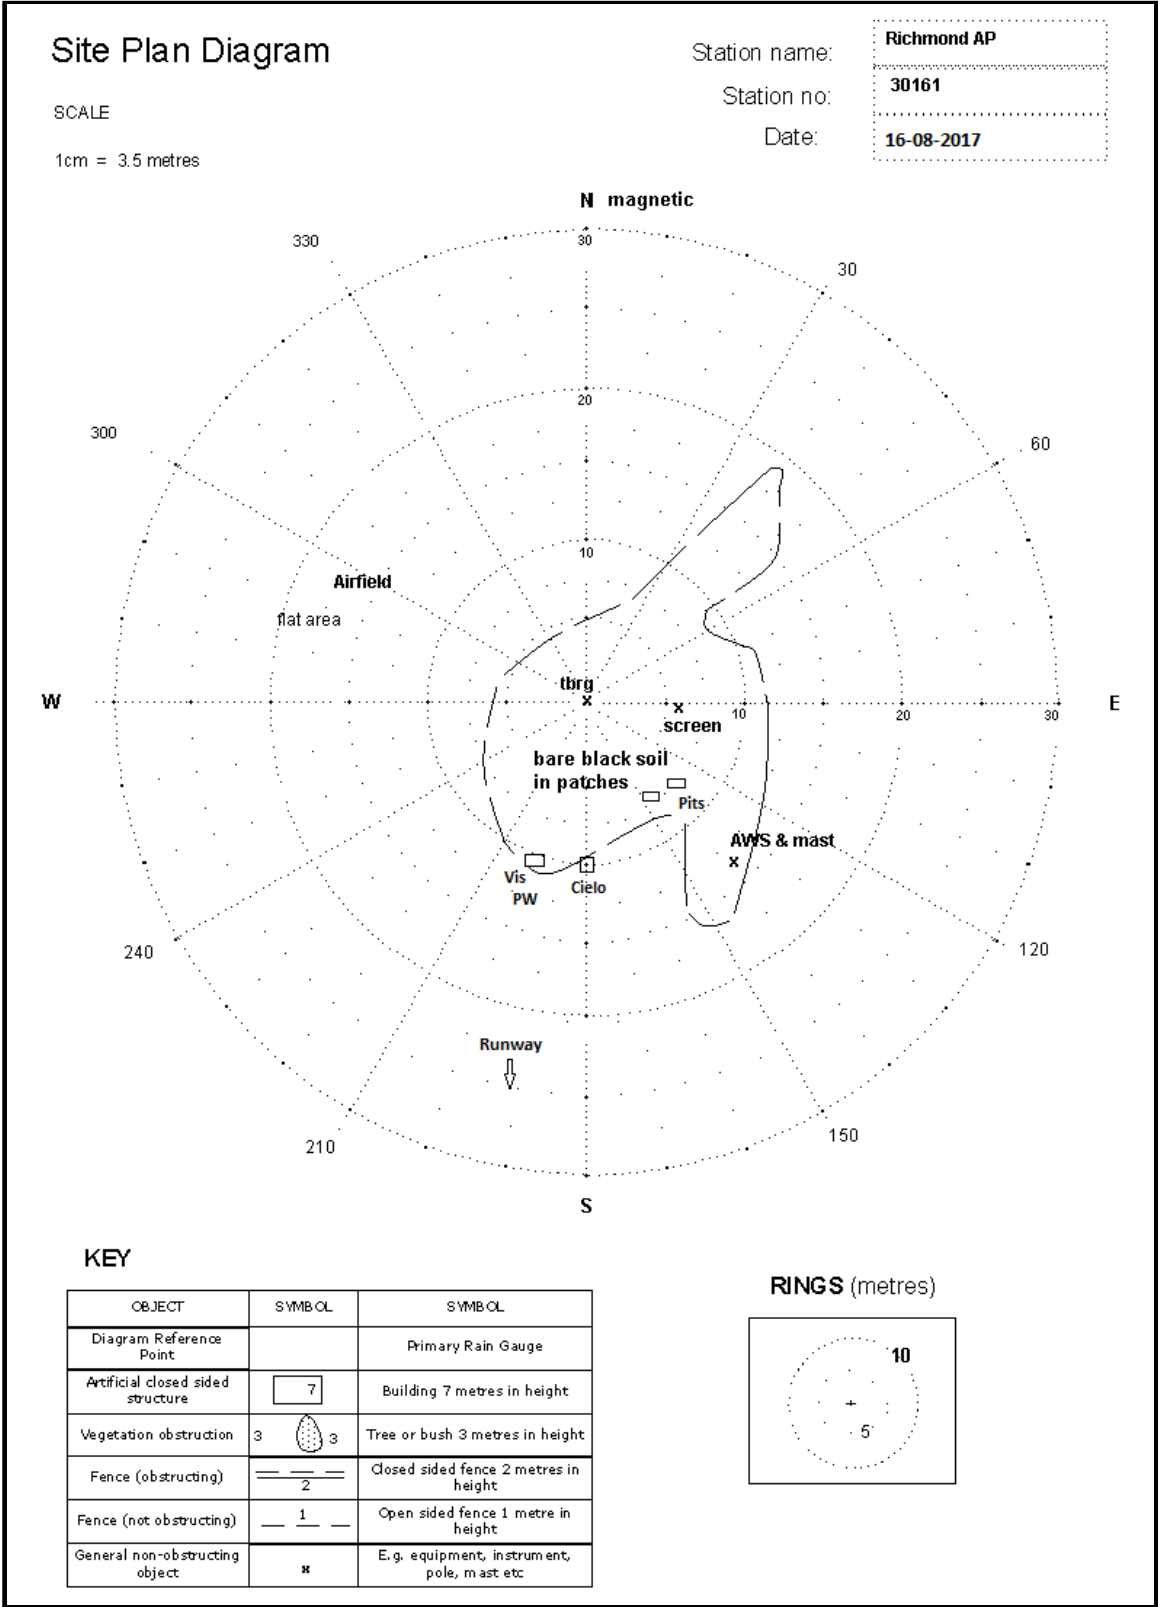 Site Plan Diagram
SCALE
1cm = 3.5 metres
Station name: Richmond AP
Station no: 30161
Date: 16-08-2017
N magnetic
330
30
30
20
300
60
10
Airfield
flat area
W
tbrg
E
10
20
30
screen
bare black soil
in patches
Pits
AWS & mast
Vis
PW
Cielo
240
120
Runway
210
150
S
KEY
OBJECT SYMBOL SYMBOL
Diagram Reference
Point
Primary Rain Gauge
Artificial closed sided
structure
7
Building 7 metres in height
Vegetation obstruction
3 3
Tree or bush 3 metres in height
Fence (obstructing)
2
Closed sided fence 2 metres in
height
Fence (not obstructing)
1
Open sided fence 1 metre in
height
General non-obstructing
object
x
E.g. equipment, instrument,
pole, mast etc
RINGS (metres)
10
5